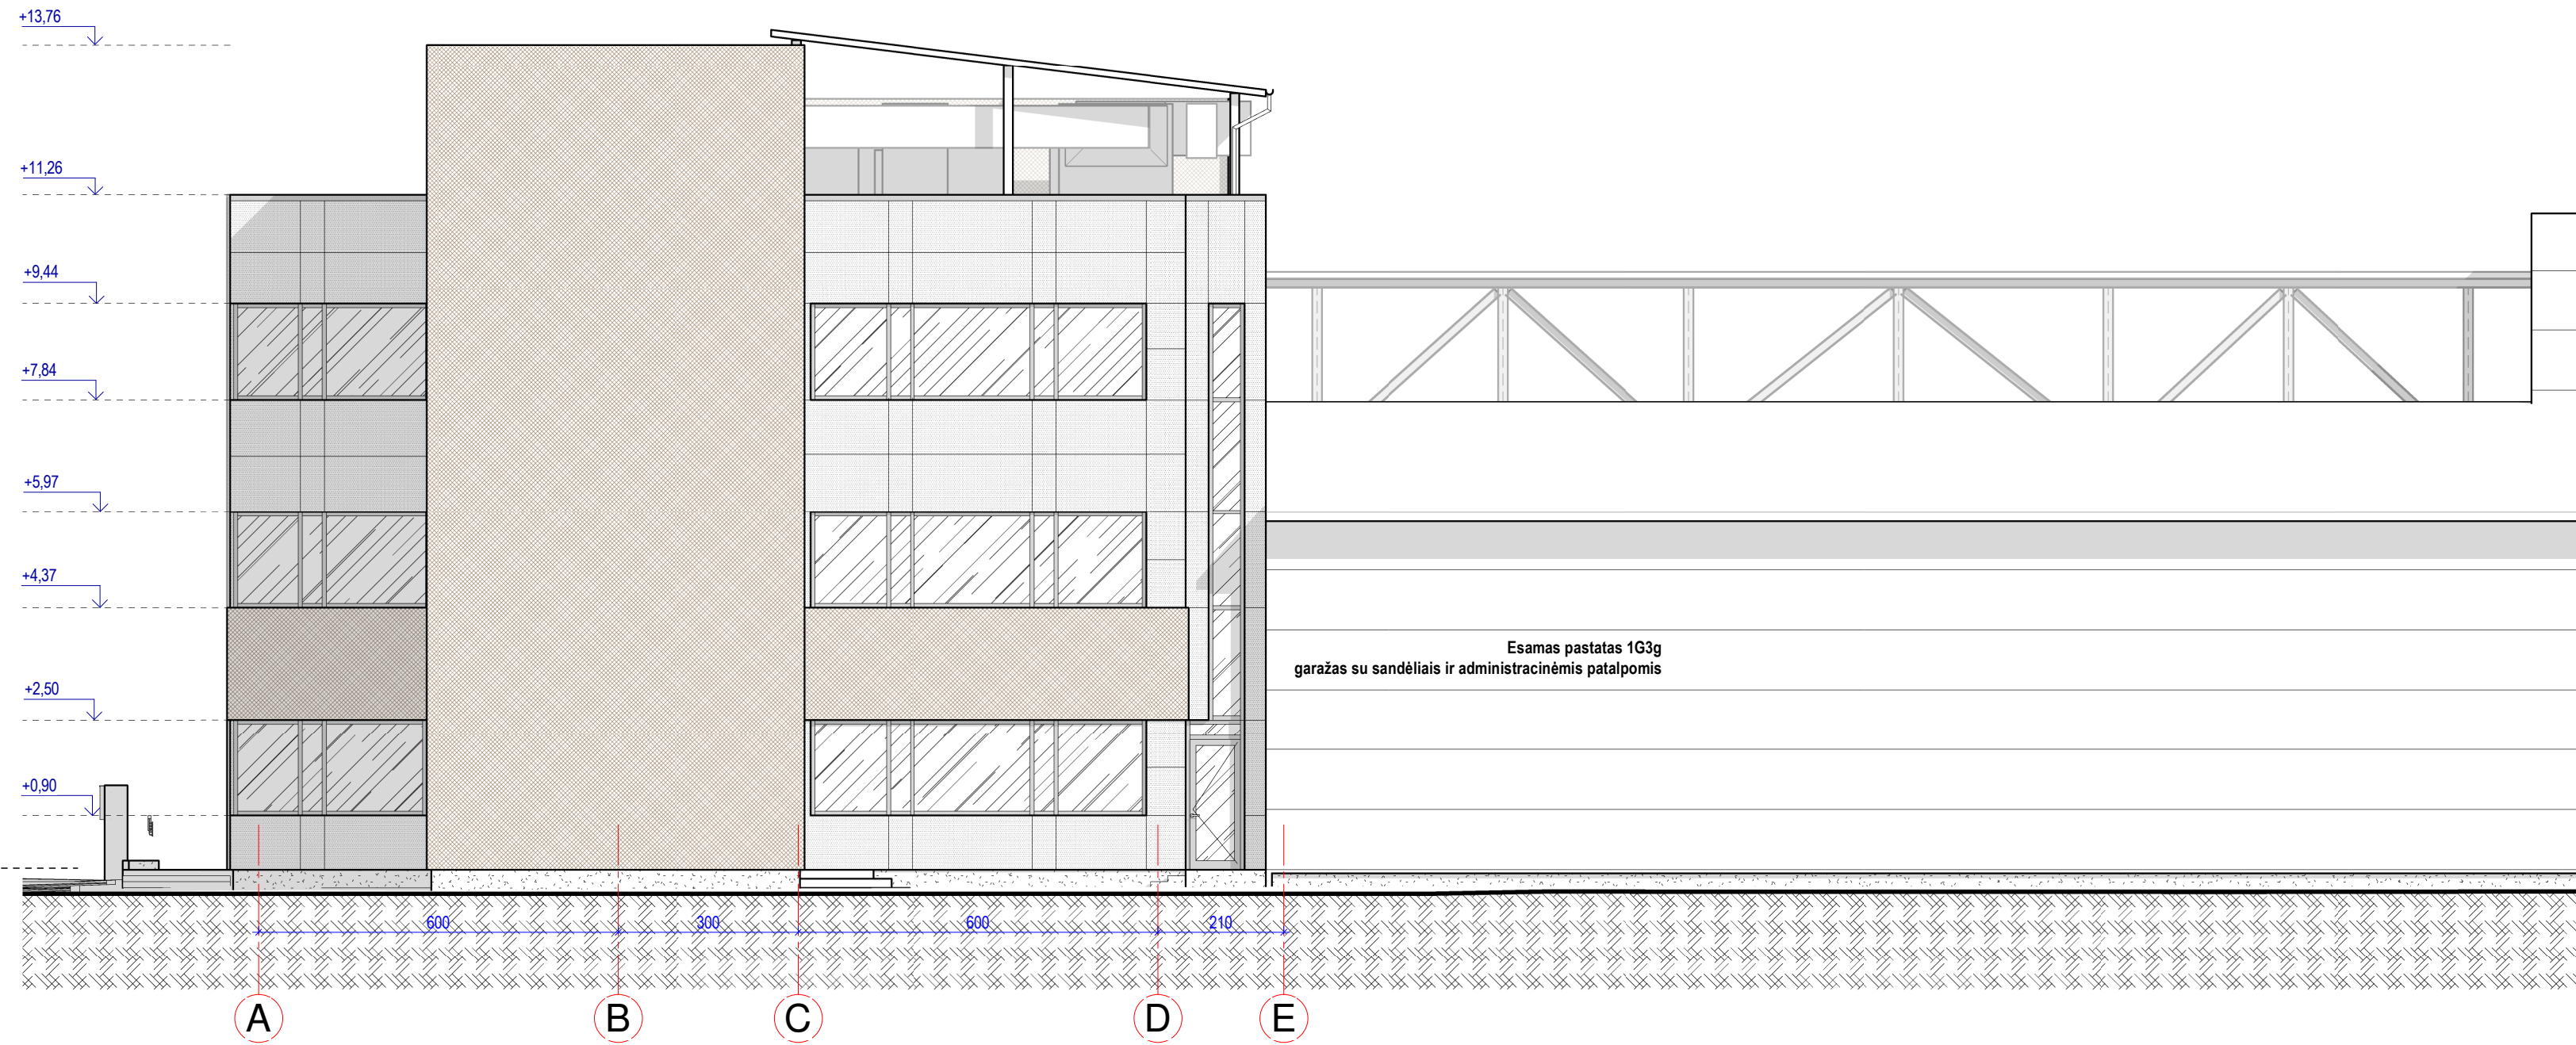 +13,76
+11,26
+9,44
+7,84
+5,97
+4,37
Esamas pastatas 1G3g
garažas su sandėliais ir administracinėmis patalpomis
+2,50
+0,90
600 300 600 210
A B C D E